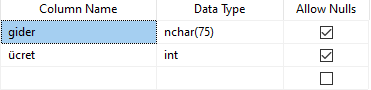 Column Name Data Type Allow Nulls
gider nchar(75)
ücret int